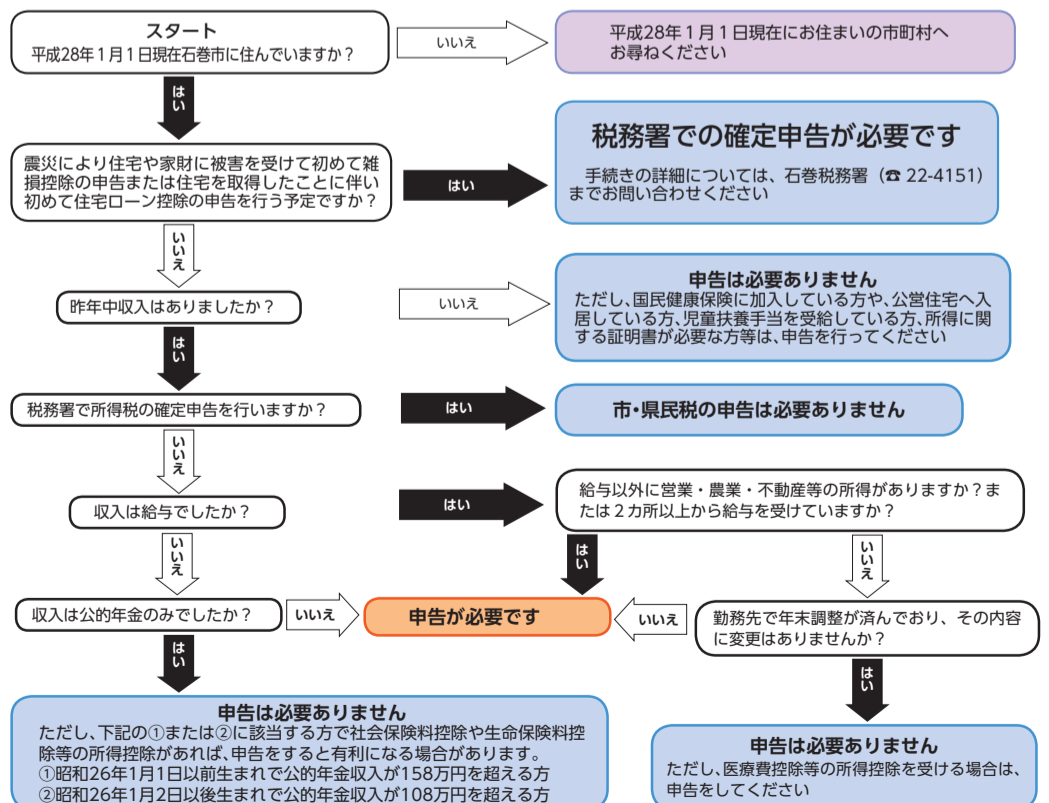 スタート
平成28年1月1日現在石巻市に住んでいますか？
いいえ
平成28年1月1日現在にお住まいの市町村へ
お尋ねください
はい
震災により住宅や家財に被害を受けて初めて雑
損控除の申告または住宅を取得したことに伴い
初めて住宅ローン控除の申告を行う予定ですか？
はい
税務署での確定申告が必要です
手続きの詳細については、石巻税務署（☎ 22-4151）
までお問い合わせください
いいえ
昨年中収入はありましたか？
いいえ
申告は必要ありません
ただし、国民健康保険に加入している方や、公営住宅へ入
居している方、児童扶養手当を受給している方、所得に関
する証明書が必要な方等は、申告を行ってください
はい
税務署で所得税の確定申告を行いますか？
はい
市・県民税の申告は必要ありません
いいえ
収入は給与でしたか？
はい
給与以外に営業・農業・不動産等の所得がありますか？ま
たは２カ所以上から給与を受けていますか？
いいえ
はい
いいえ
収入は公的年金のみでしたか？
いいえ
申告が必要です
いいえ
勤務先で年末調整が済んでおり、その内容
に変更はありませんか？
はい
はい
申告は必要ありません
ただし、下記の①または②に該当する方で社会保険料控除や生命保険料控
除等の所得控除があれば、申告をすると有利になる場合があります。
①昭和26年1月1日以前生まれで公的年金収入が158万円を超える方
②昭和26年1月2日以後生まれで公的年金収入が108万円を超える方
申告は必要ありません
ただし、医療費控除等の所得控除を受ける場合は、
申告をしてください